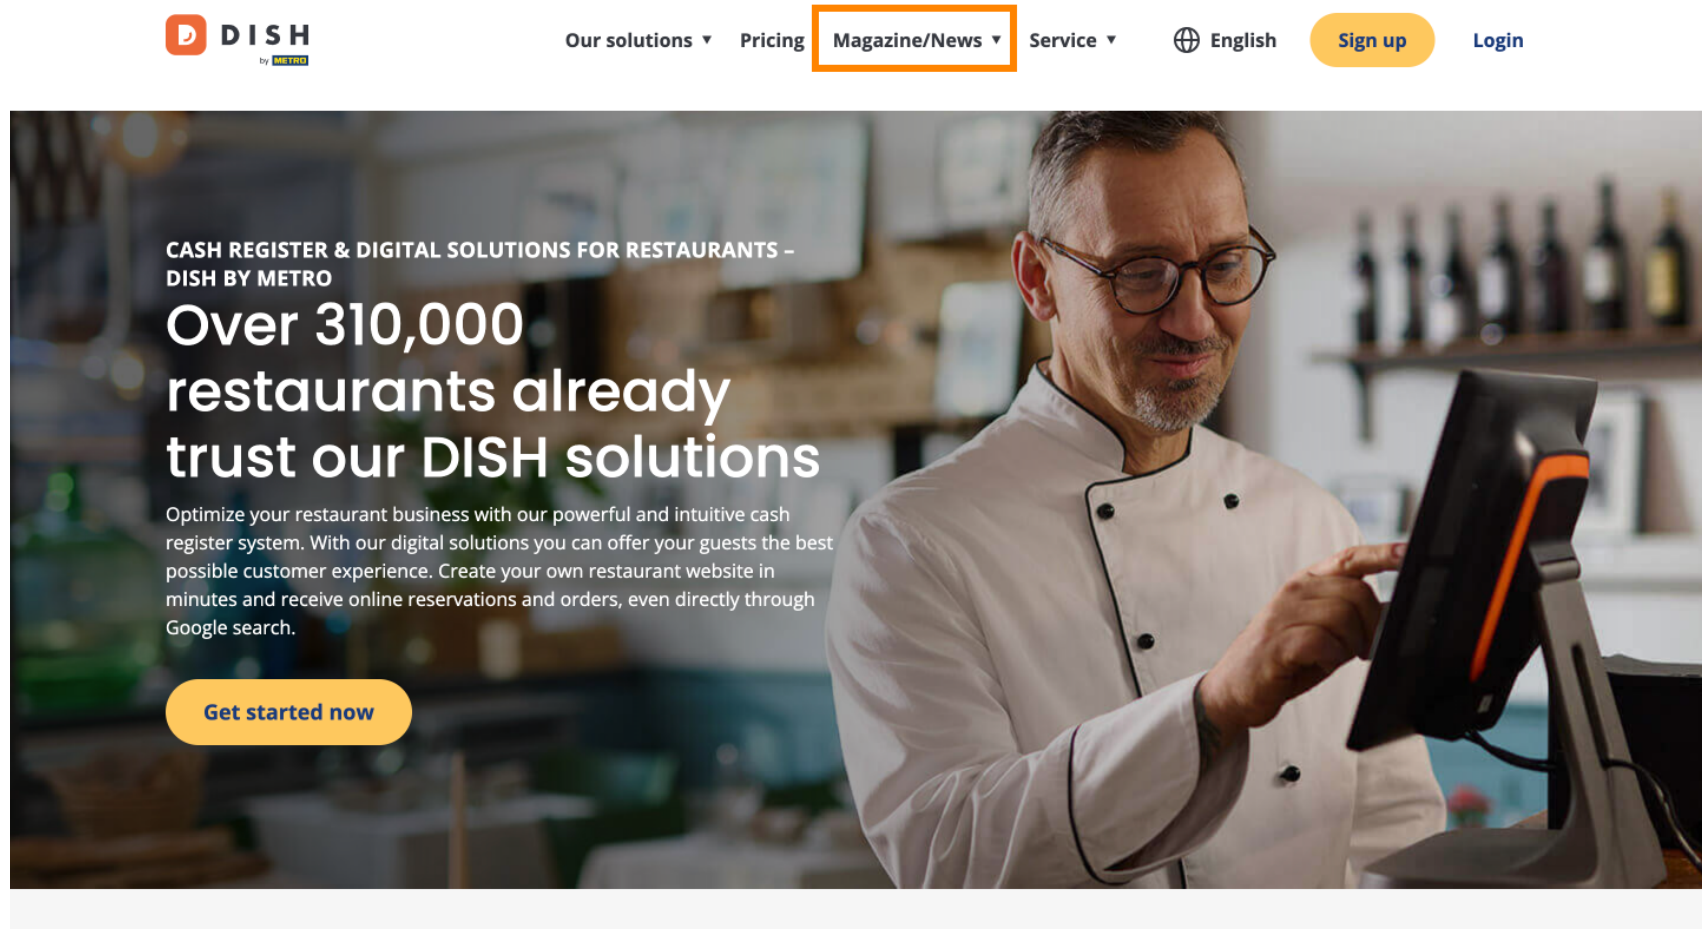 DISH
by METRO
Our solutions ▼ Pricing Magazine/News ▼ Service ▼ English Sign up Login
CASH REGISTER & DIGITAL SOLUTIONS FOR RESTAURANTS –
DISH BY METRO
Over 310,000
restaurants already
trust our DISH solutions
Optimize your restaurant business with our powerful and intuitive cash
register system. With our digital solutions you can offer your guests the best
possible customer experience. Create your own restaurant website in
minutes and receive online reservations and orders, even directly through
Google search.
Get started now